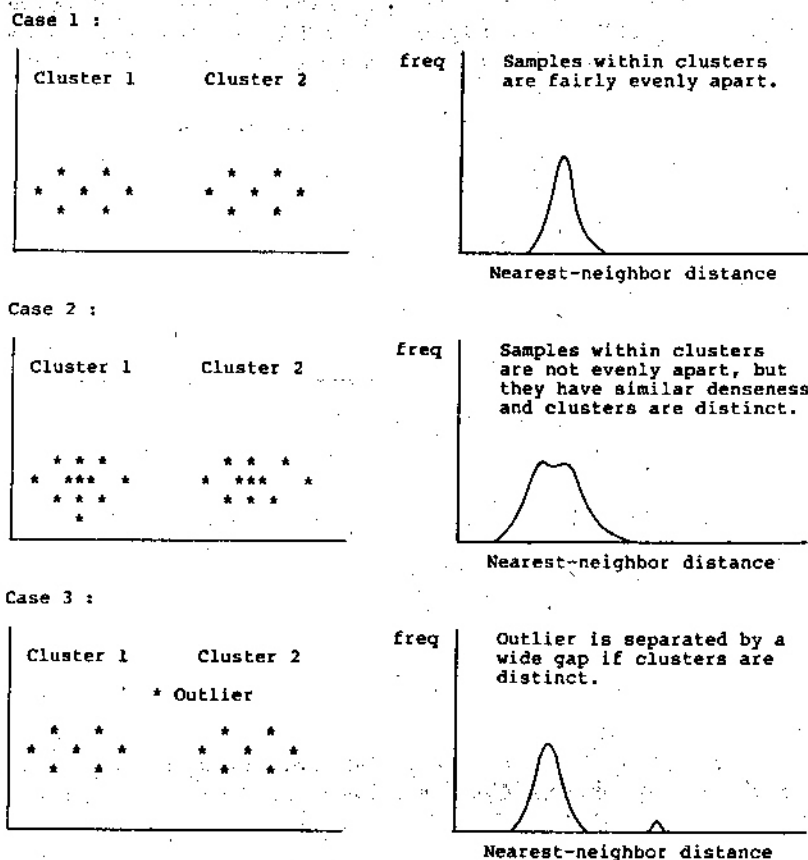 Case 1 :
Cluster 1 Cluster 2
freq
Samples within clusters
are fairly evenly apart.
Nearest-neighbor distance
Case 2 :
Cluster 1 Cluster 2
freq
Samples within clusters
are not evenly apart, but
they have similar denseness
and clusters are distinct.
Nearest-neighbor distance
Case 3 :
Cluster 1 Cluster 2
* Outlier
freq
Outlier is separated by a
wide gap if clusters are
distinct.
Nearest-neighbor distance